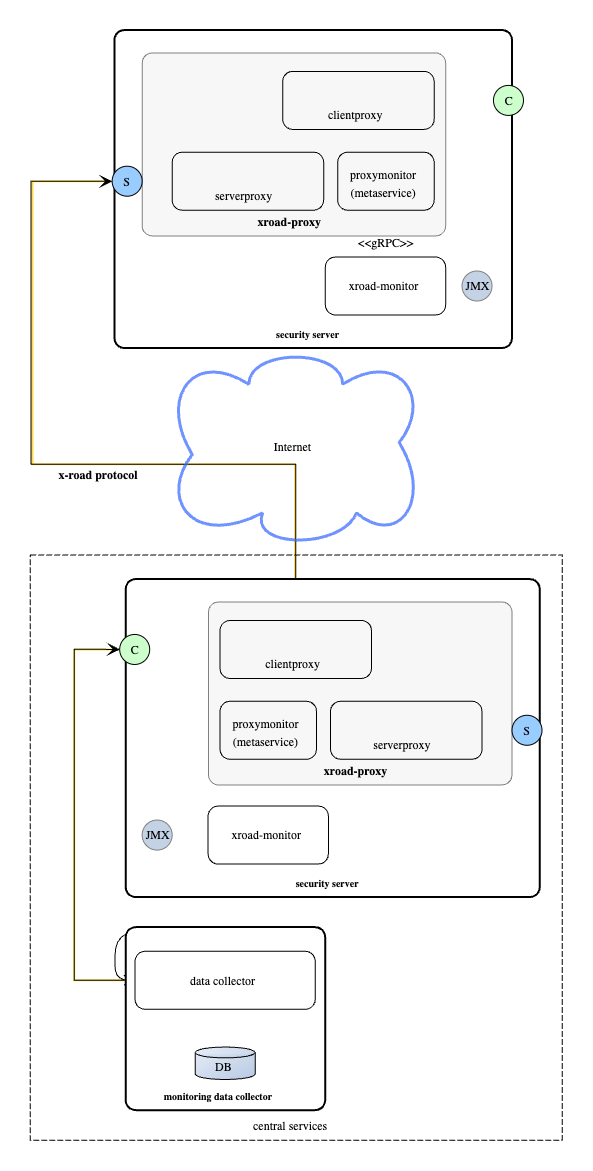 clientproxy
C
S
serverproxy
proxymonitor
(metaservice)
xroad-proxy
<<gRPC>>
xroad-monitor
JMX
security server
Internet
x-road protocol
clientproxy
C
proxymonitor
(metaservice)
serverproxy
S
xroad-proxy
JMX
xroad-monitor
security server
data collector
DB
monitoring data collector
central services